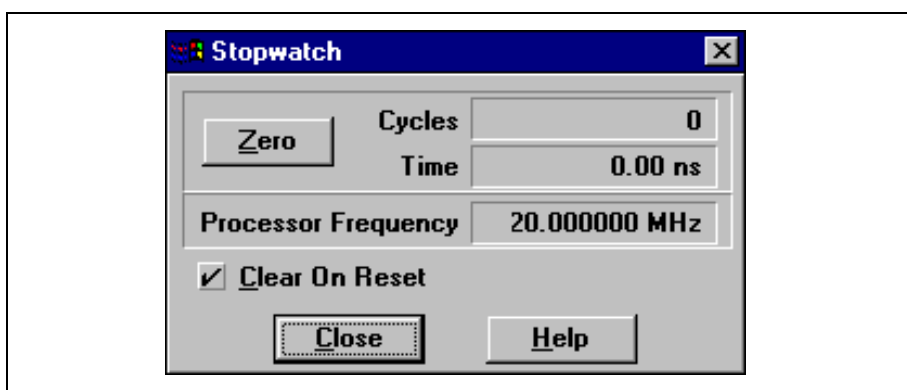 Stopwatch
Zero
Cycles 0
Time 0.00 ns
Processor Frequency 20.000000 MHz
Clear On Reset
Close Help